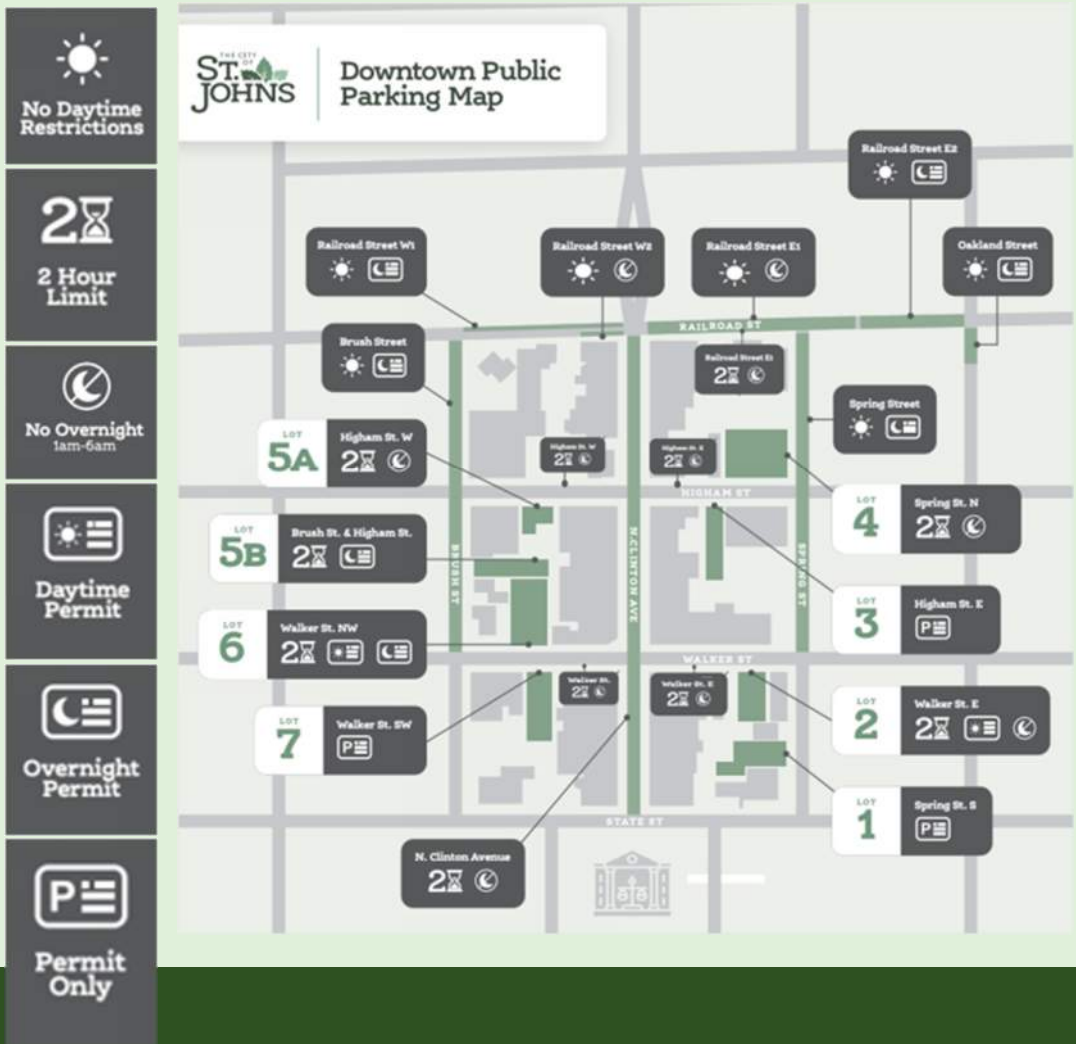 No Daytime
Restrictions
2
2 Hour
Limit
No Overnight
1am-6am
Daytime
Permit
Overnight
Permit
P
Permit
Only
THE CITY
OF
ST.
JOHNS
Downtown Public
Parking Map
Railroad Street E2
Railroad Street W1
Railroad Street W2
Railroad Street E1
Oakland Street
RAILROAD ST
Brush Street
Railroad Street E1
2
Spring Street
LOT
5A
Higham St. W
2
Higham St. W
2
Higham St. E
2
HIGHAM ST
LOT
4
Spring St. N
2
LOT
5B
Brush St. & Higham St.
2
BRUSH ST
N.CLINTON AVE
SPRING ST
LOT
3
Higham St. E
P
LOT
6
Walker St. NW
2
WALKER ST
Walker St.
2
Walker St. E
2
LOT
2
Walker St. E
2
LOT
7
Walker St. SW
P
LOT
1
Spring St. S
P
STATE ST
N. Clinton Avenue
2